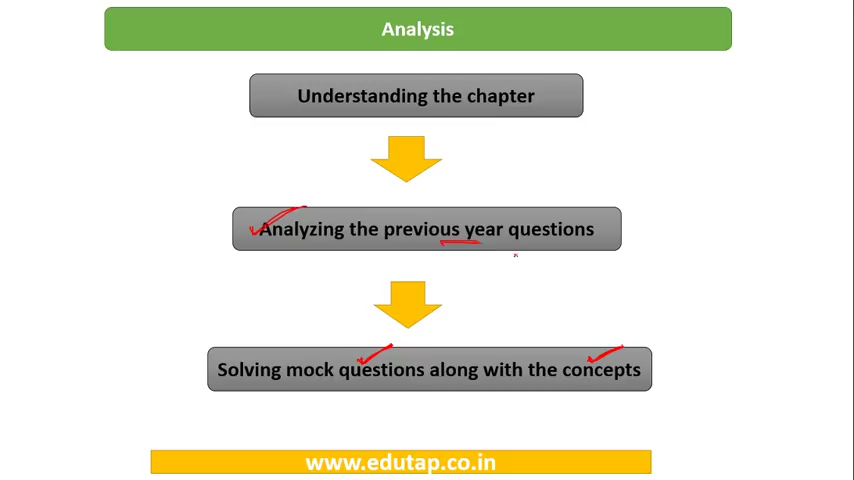 Analysis
Understanding the chapter
Analyzing the previous year questions
Solving mock questions along with the concepts
www.edutap.co.in